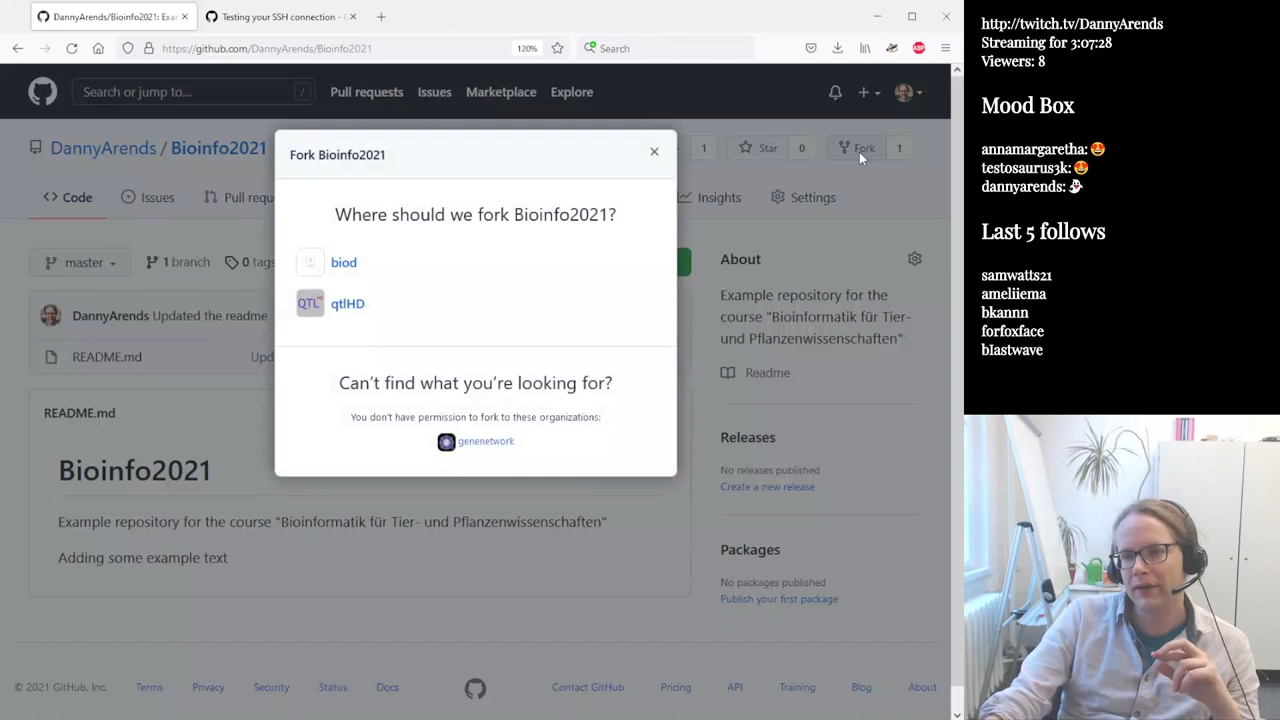 DannyArends/Bioinfo2021: Exa
Testing your SSH connection - G
https://github.com/DannyArends/Bioinfo2021
120%
Search
Search or jump to...
/
Pull requests
Issues
Marketplace
Explore
DannyArends / Bioinfo2021
1
Star
0
Fork
1
Code
Issues
Pull requ
Insights
Settings
Fork Bioinfo2021
Where should we fork Bioinfo2021?
biod
QTL
qtlHD
Can't find what you're looking for?
You don't have permission to fork to these organizations:
genenetwork
master
1 branch
0 tags
DannyArends Updated the readme
README.md
Upd
README.md
Bioinfo2021
Example repository for the course "Bioinformatik für Tier- und Pflanzenwissenschaften"
Adding some example text
About
Example repository for the
course "Bioinformatik für Tier-
und Pflanzenwissenschaften"
Readme
Releases
No releases published
Create a new release
Packages
No packages published
Publish your first package
© 2021 GitHub, Inc.
Terms
Privacy
Security
Status
Docs
Contact GitHub
Pricing
API
Training
Blog
About
http://twitch.tv/DannyArends
Streaming for 3:07:28
Viewers: 8
Mood Box
annamargaretha: 😍
testosaurus3k: 😍
dannyarends: 👻
Last 5 follows
samwatts21
ameliiema
bkannn
forfoxface
blastwave